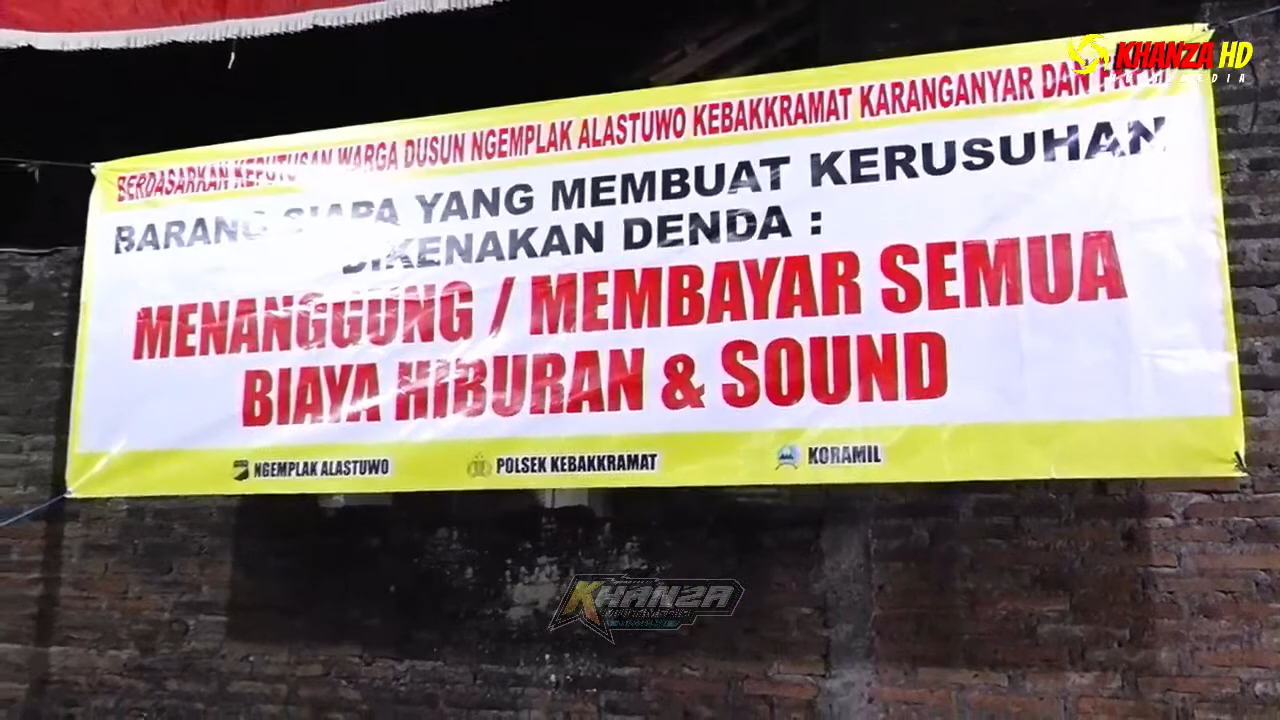 KHANZA HD
MULTIMEDIA
BERDASARKAN KEPUTUSAN WARGA DUSUN NGEMPLAK ALASTUWO KEBAKKRAMAT KARANGANYAR DAN
BARANG SIAPA YANG MEMBUAT KERUSUHAN
DIKENAKAN DENDA :
MENANGGUNG / MEMBAYAR SEMUA
BIAYA HIBURAN & SOUND
NGEMPLAK ALASTUWO
POLSEK KEBAKKRAMAT
KORAMIL
KHANZA